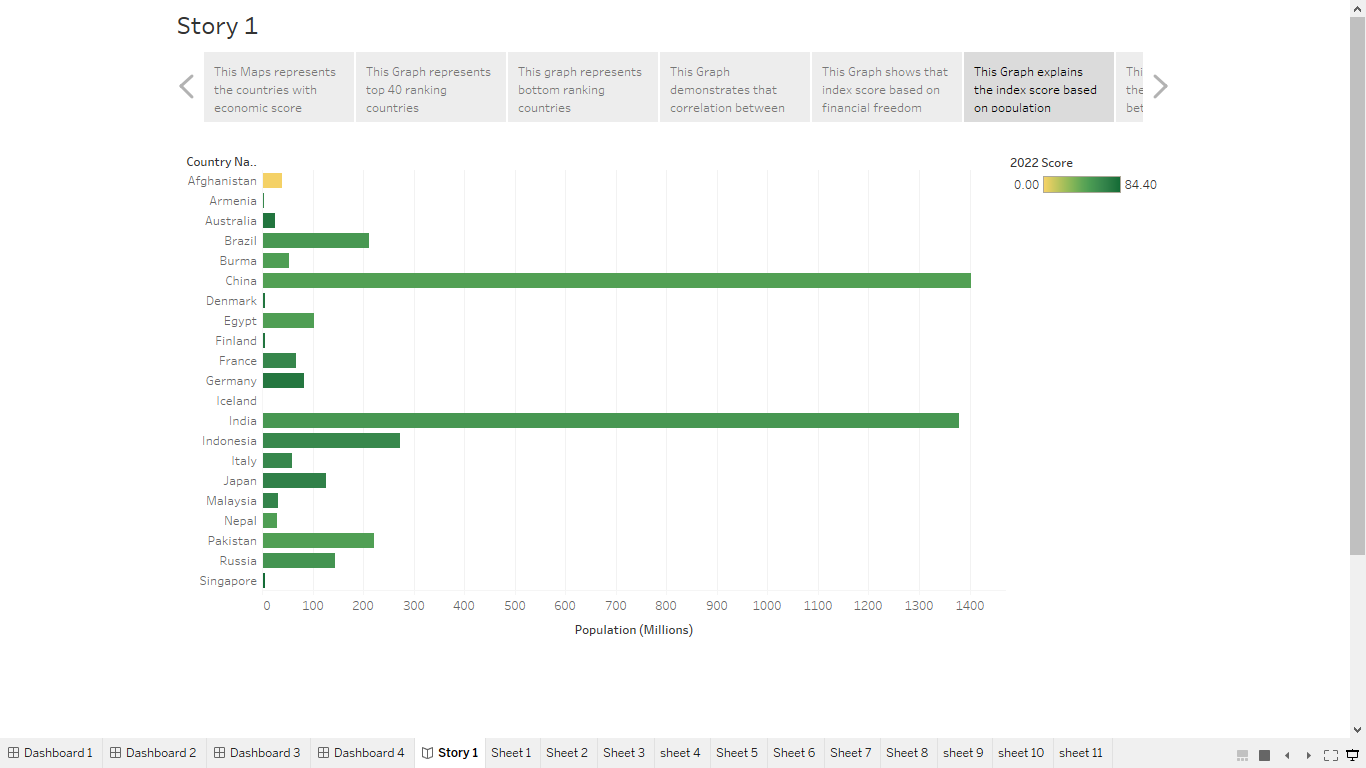 Story 1
This Maps represents
the countries with
economic score
This Graph represents
top 40 ranking
countries
This graph represents
bottom ranking
countries
This Graph
demonstrates that
correlation between
This Graph shows that
index score based on
financial freedom
This Graph explains
the index score based
on population
Thi
the
bet
Country Na..
Afghanistan
Armenia
Australia
Brazil
Burma
China
Denmark
Egypt
Finland
France
Germany
Iceland
India
Indonesia
Italy
Japan
Malaysia
Nepal
Pakistan
Russia
Singapore
0 100 200 300 400 500 600 700 800 900 1000 1100 1200 1300 1400
Population (Millions)
2022 Score
0.00 84.40
Dashboard 1 Dashboard 2 Dashboard 3 Dashboard 4 Story 1 Sheet 1 Sheet 2 Sheet 3 sheet 4 Sheet 5 Sheet 6 Sheet 7 Sheet 8 sheet 9 sheet 10 sheet 11